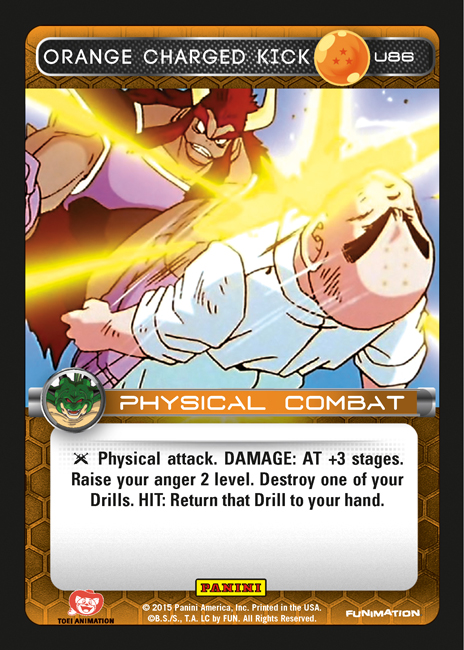 ORANGE CHARGED KICK U86
PHYSICAL COMBAT
Physical attack. DAMAGE: AT +3 stages.
Raise your anger 2 level. Destroy one of your
Drills. HIT: Return that Drill to your hand.
PANINI
TOEI ANIMATION
© 2015 Panini America, Inc. Printed in the USA.
©B.S./S., T.A. LC by FUN. All Rights Reserved.
FUNIMATION